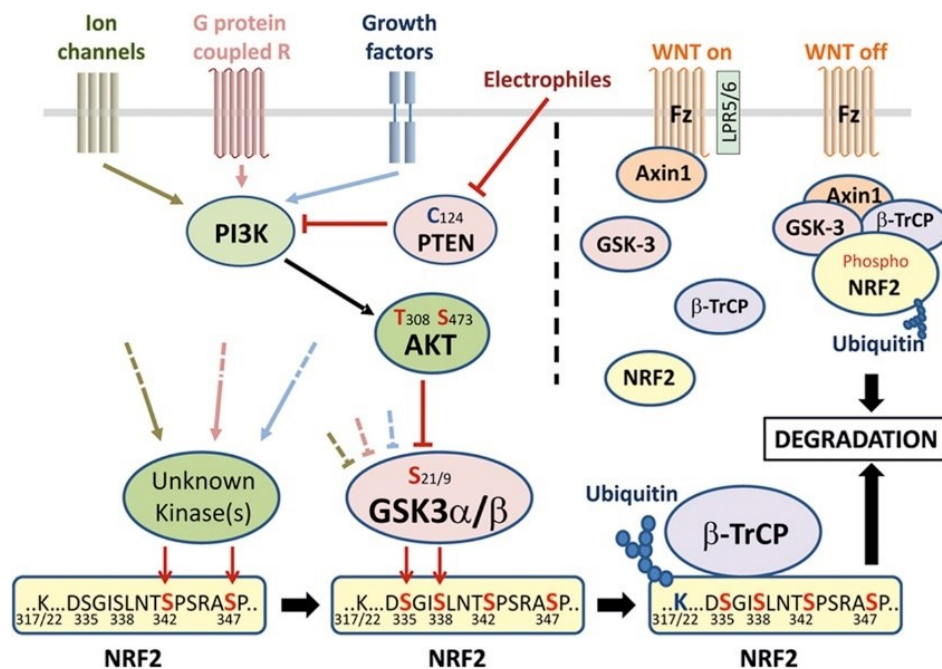 Ion
channels
G protein
coupled R
Growth
factors
Electrophiles
WNT on
WNT off
Fz
LPR5/6
Fz
Axin1
Axin1
GSK-3
β-TrCP
GSK-3
Phospho
NRF2
β-TrCP
NRF2
Ubiquitin
PI3K
C124
PTEN
T308 S473
AKT
DEGRADATION
Unknown
Kinase(s)
S21/9
GSK3α/β
Ubiquitin
β-TrCP
..K...DSGISLNTSPSRASP..
317/22 335 338 342 347
NRF2
..K...DSGISLNTSPSRASP..
317/22 335 338 342 347
NRF2
..K...DSGISLNTSPSRASP..
317/22 335 338 342 347
NRF2